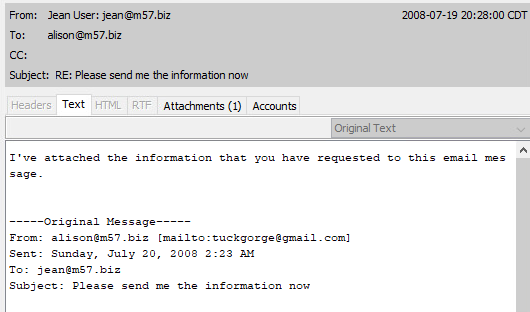 From: Jean User: jean@m57.biz 2008-07-19 20:28:00 CDT
To: alison@m57.biz
CC:
Subject: RE: Please send me the information now
Headers Text HTML RTF Attachments (1) Accounts
Original Text
I've attached the information that you have requested to this email mes
sage.
-----Original Message-----
From: alison@m57.biz [mailto:tuckgorge@gmail.com]
Sent: Sunday, July 20, 2008 2:23 AM
To: jean@m57.biz
Subject: Please send me the information now